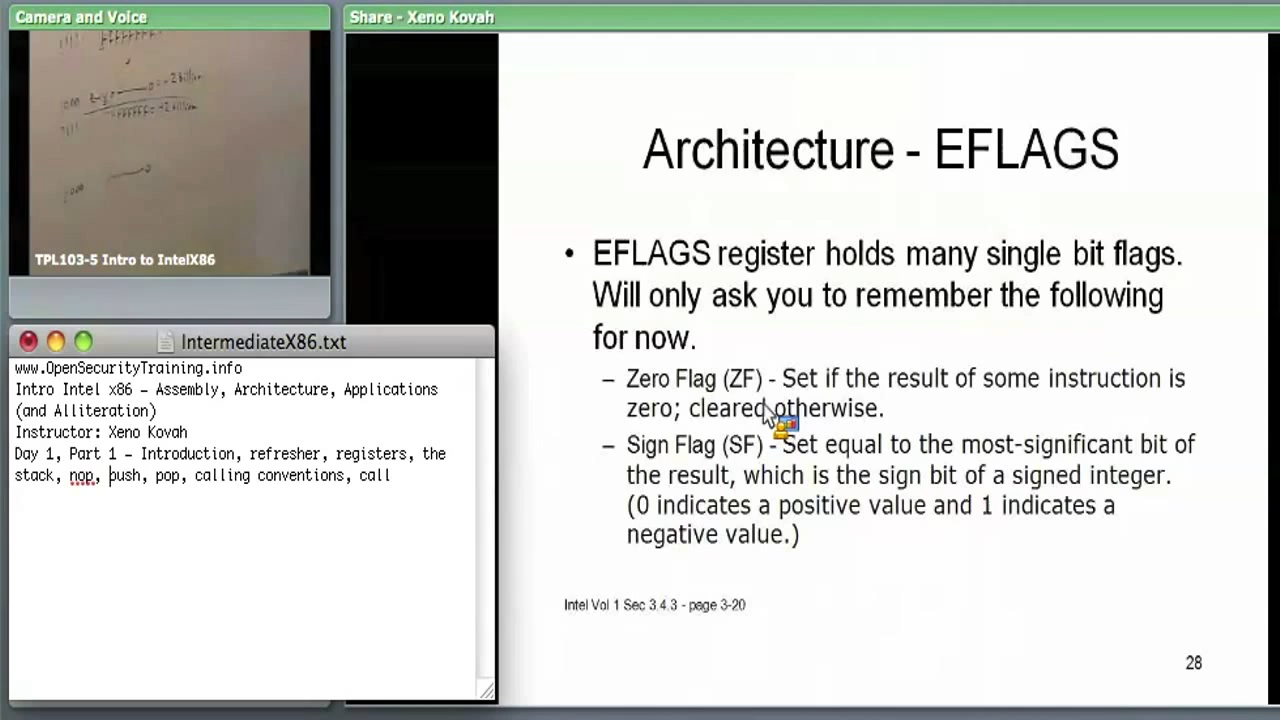 Camera and Voice
TPL103-5 Intro to IntelX86
IntermediateX86.txt
www.OpenSecurityTraining.info
Intro Intel x86 – Assembly, Architecture, Applications
(and Alliteration)
Instructor: Xeno Kovah
Day 1, Part 1 – Introduction, refresher, registers, the
stack, nop, push, pop, calling conventions, call
Share - Xeno Kovah
Architecture - EFLAGS
• EFLAGS register holds many single bit flags.
Will only ask you to remember the following
for now.
– Zero Flag (ZF) - Set if the result of some instruction is
zero; cleared otherwise.
– Sign Flag (SF) - Set equal to the most-significant bit of
the result, which is the sign bit of a signed integer.
(0 indicates a positive value and 1 indicates a
negative value.)
Intel Vol 1 Sec 3.4.3 - page 3-20
28